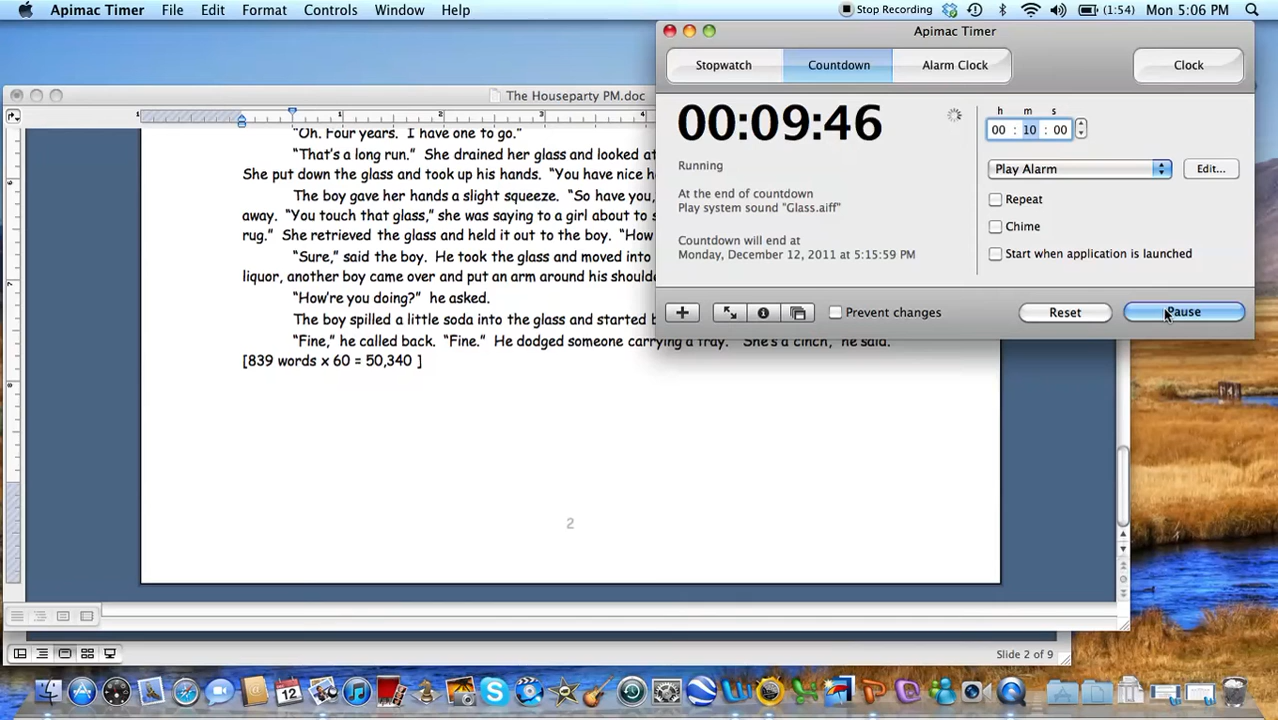 Apimac Timer File Edit Format Controls Window Help Stop Recording (1:54) Mon 5:06 PM
Apimac Timer
Stopwatch Countdown Alarm Clock Clock
00:09:46
h m s
00 : 10 : 00
Running
Play Alarm Edit...
At the end of countdown
Play system sound "Glass.aiff"
Repeat
Chime
Countdown will end at
Monday, December 12, 2011 at 5:15:59 PM
Start when application is launched
Prevent changes Reset Pause
The Houseparty PM.doc
1 1 2 3 4
"Oh. Four years. I have one to go."
"That's a long run." She drained her glass and looked at
She put down the glass and took up his hands. "You have nice
The boy gave her hands a slight squeeze. "So have you,
away. "You touch that glass," she was saying to a girl about to
rug." She retrieved the glass and held it out to the boy. "How
"Sure," said the boy. He took the glass and moved into
liquor, another boy came over and put an arm around his
"How're you doing?" he asked.
The boy spilled a little soda into the glass and started
"Fine," he called back. "Fine." He dodged someone carrying a tray. "She's a cinch," he said.
[839 words x 60 = 50,340 ]
2
Slide 2 of 9
12